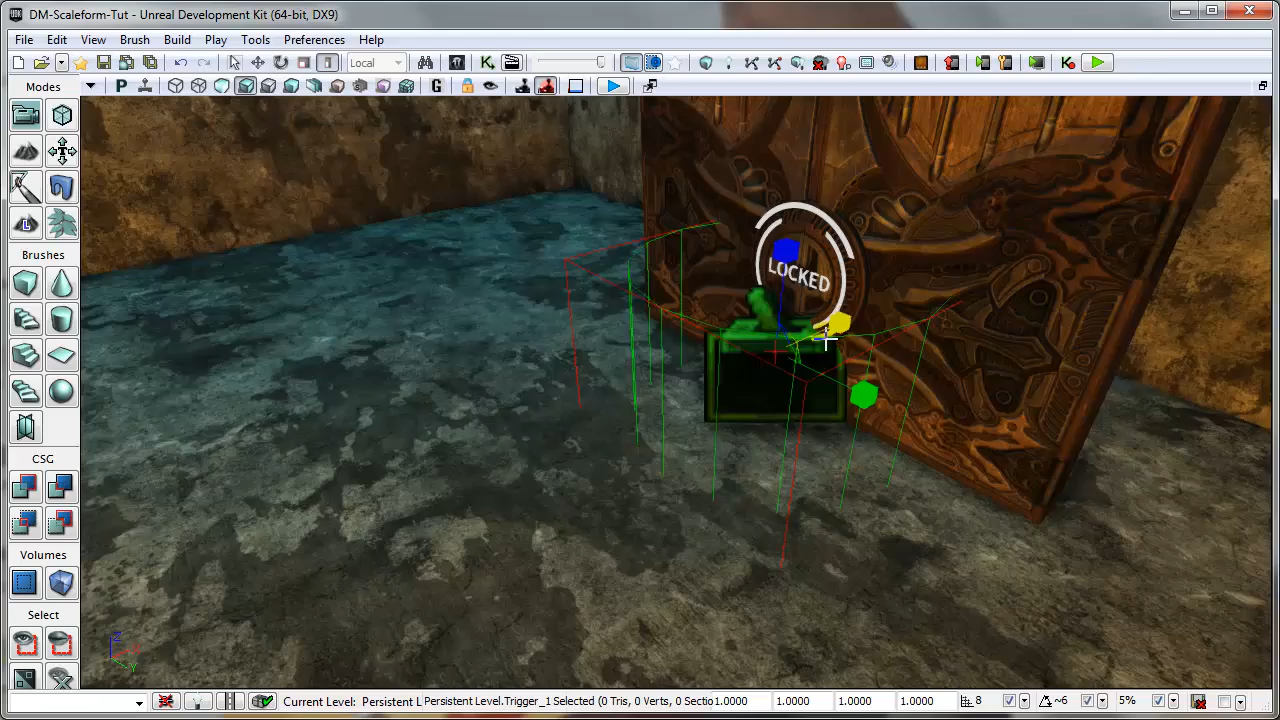 DM-Scaleform-Tut - Unreal Development Kit (64-bit, DX9)
File Edit View Brush Build Play Tools Preferences Help
Local
Modes
P
G
LOCKED
L
Brushes
CSG
Volumes
Select
Z
X
Y
Current Level: Persistent L Persistent Level.Trigger_1 Selected (0 Tris, 0 Verts, 0 Sectio 1.0000 1.0000 1.0000 1.0000 8 ~6 5%